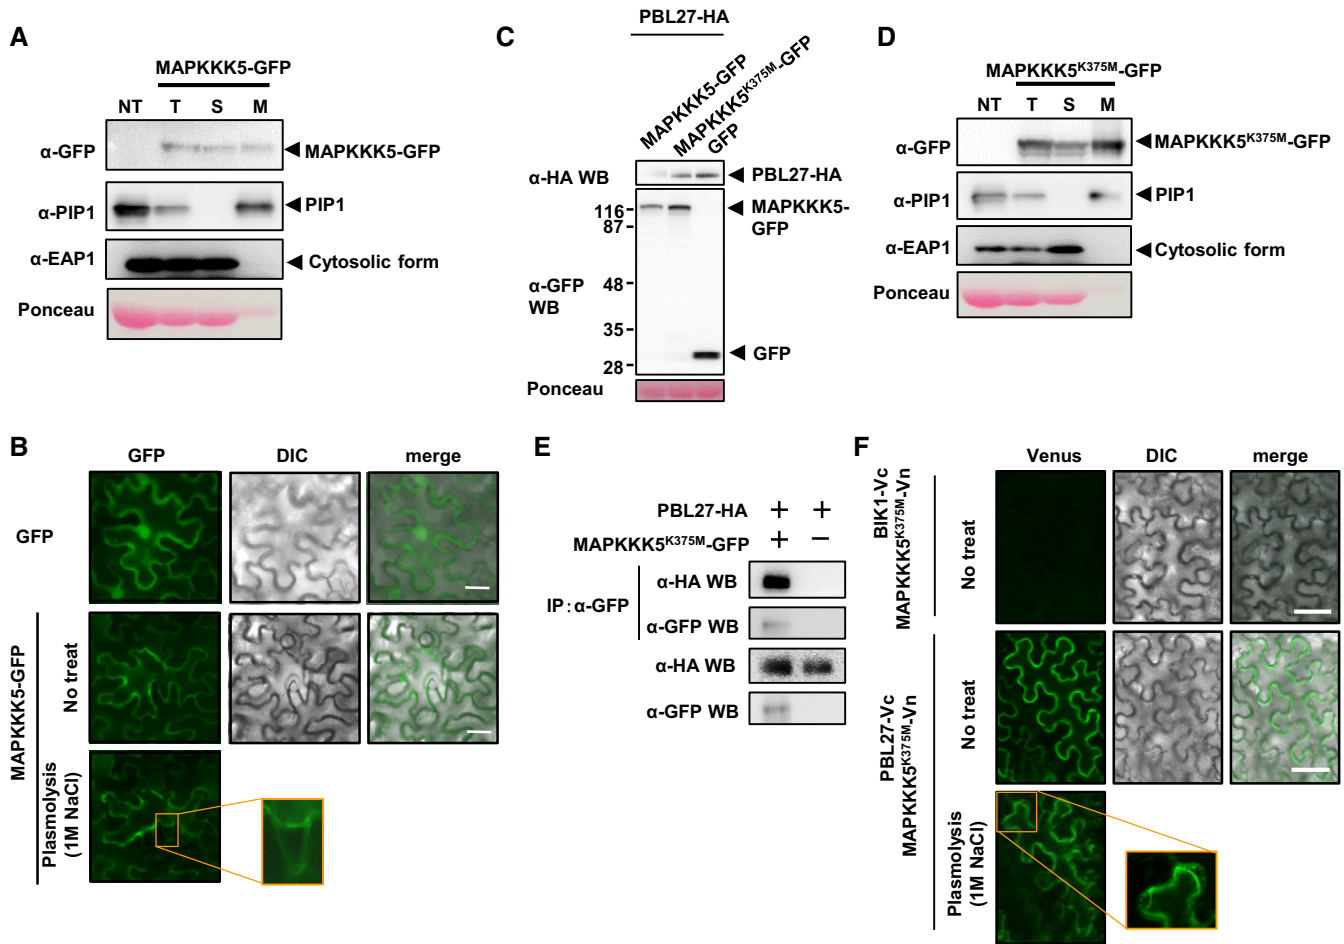 A
MAPKKK5-GFP
NT T S M
α-GFP
MAPKKK5-GFP
α-PIP1
PIP1
α-EAP1
Cytosolic form
Ponceau
C
PBL27-HA
MAPKKK5-GFP
MAPKKK5K375M-GFP
GFP
α-HA WB
PBL27-HA
116
87
48
35
28
MAPKKK5-
GFP
α-GFP
WB
GFP
Ponceau
D
MAPKKK5K375M-GFP
NT T S M
α-GFP
MAPKKK5K375M-GFP
α-PIP1
PIP1
α-EAP1
Cytosolic form
Ponceau
B
GFP DIC merge
GFP
MAPKKK5-GFP
No treat
Plasmolysis
(1M NaCl)
E
PBL27-HA + +
MAPKKK5K375M-GFP + −
IP : α-GFP
α-HA WB
α-GFP WB
α-HA WB
α-GFP WB
F
Venus DIC merge
BIK1-Vc
MAPKKK5K375M-Vn
No treat
PBL27-Vc
MAPKKK5K375M-Vn
No treat
Plasmolysis
(1M NaCl)